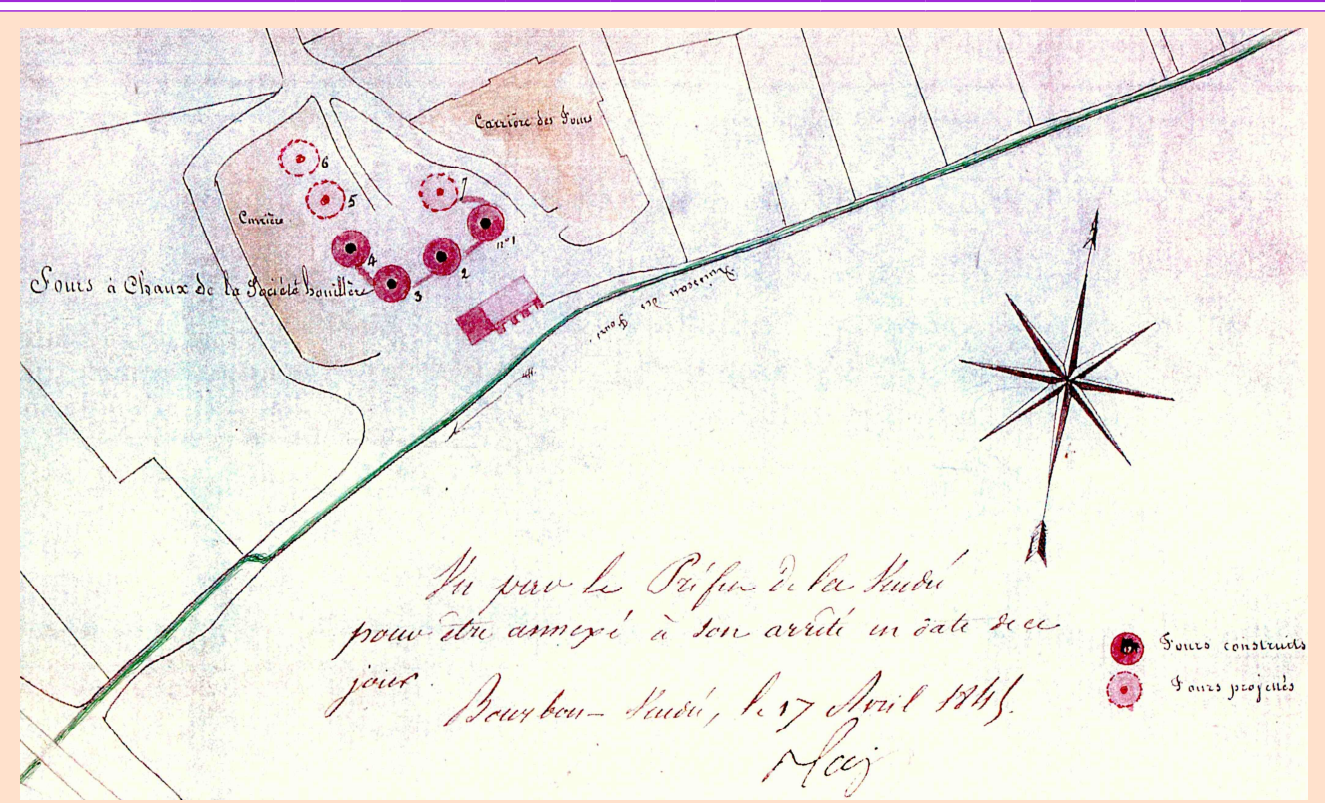 Carrière des Fours
6
5
7
Carrière
n° 1
4
2
3
Fours à Chaux de la Société houillère
Ruisseau des Fours
Vu par le Préfet de la Vendée
pour être annexé à son arrêté en date de ce
jour
Bourbon-Vendée, le 17 Avril 1845.
Fours construits
Fours projettés